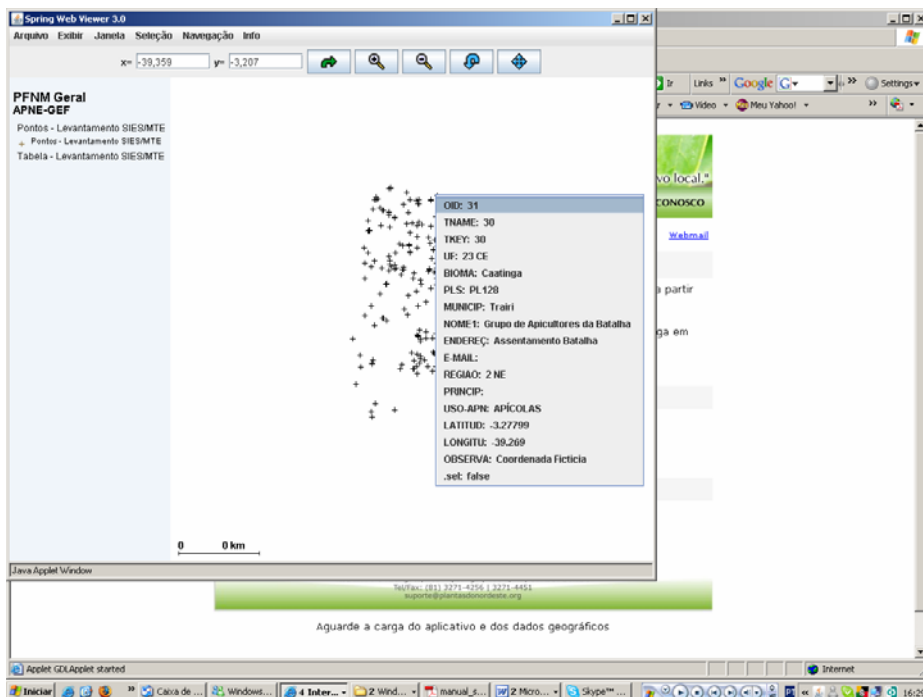 Spring Web Viewer 3.0
Arquivo Exibir Janela Seleção Navegação Info
x= -39,359 y= -3,207
Ir Links » Google G Settings
Video Meu Yahoo! »
PFNM Geral
APNE-GEF
Pontos - Levantamento SIES/MTE
Pontos - Levantamento SIES/MTE
Tabela - Levantamento SIES/MTE
vo local."
CONOSCO
Webmail
a partir
ga em
OID: 31
TNAME: 30
TKEY: 30
UF: 23 CE
BIOMA: Caatinga
PLS: PL128
MUNICIP: Trairi
NOME1: Grupo de Apicultores da Batalha
ENDEREÇ: Assentamento Batalha
E-MAIL:
REGIAO: 2 NE
PRINCIP:
USO-APN: APÍCOLAS
LATITUD: -3.27799
LONGITU: -39.269
OBSERVA: Coordenada Ficticia
.sel: false
0 0 km
Java Applet Window
Tel/Fax: (81) 3271-4256 | 3271-4451
suporte@plantasdonordeste.org
Aguarde a carga do aplicativo e dos dados geográficos
Applet GDLApplet started Internet
Iniciar » Caixa de ... Windows... 4 Inter... 2 Wind... manual_s... 2 Micro... Skype™ ...